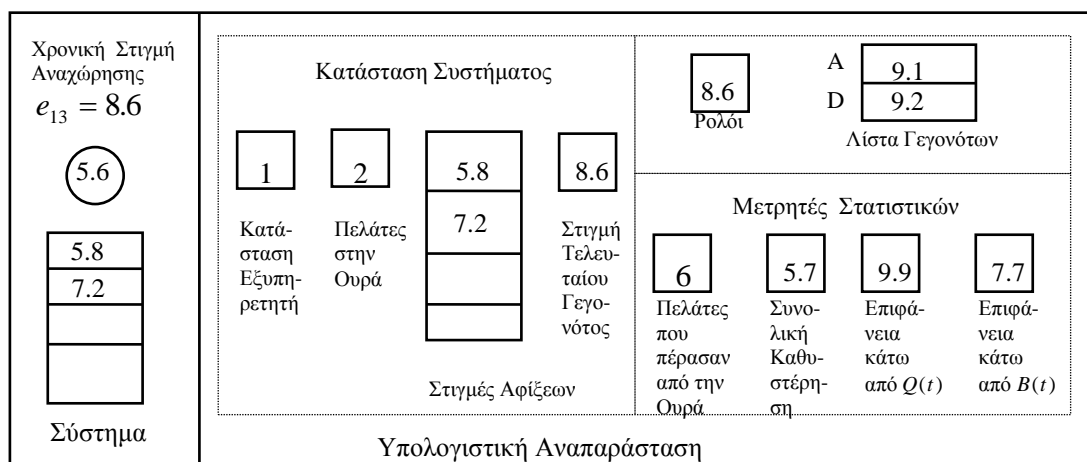 Χρονική Στιγμή
Αναχώρησης
e13 = 8.6
5.6
5.8
7.2
Σύστημα
Κατάσταση Συστήματος
1
Κατά-
σταση
Εξυπη-
ρετητή
2
Πελάτες
στην
Ουρά
5.8
7.2
Στιγμές Αφίξεων
8.6
Στιγμή
Τελευ-
ταίου
Γεγο-
νότος
8.6
Ρολόι
A 9.1
D 9.2
Λίστα Γεγονότων
Μετρητές Στατιστικών
6
Πελάτες
που
πέρασαν
από την
Ουρά
5.7
Συνο-
λική
Καθυ-
στέρη-
ση
9.9
Επιφά-
νεια
κάτω
από Q(t)
7.7
Επιφά-
νεια
κάτω
από B(t)
Υπολογιστική Αναπαράσταση